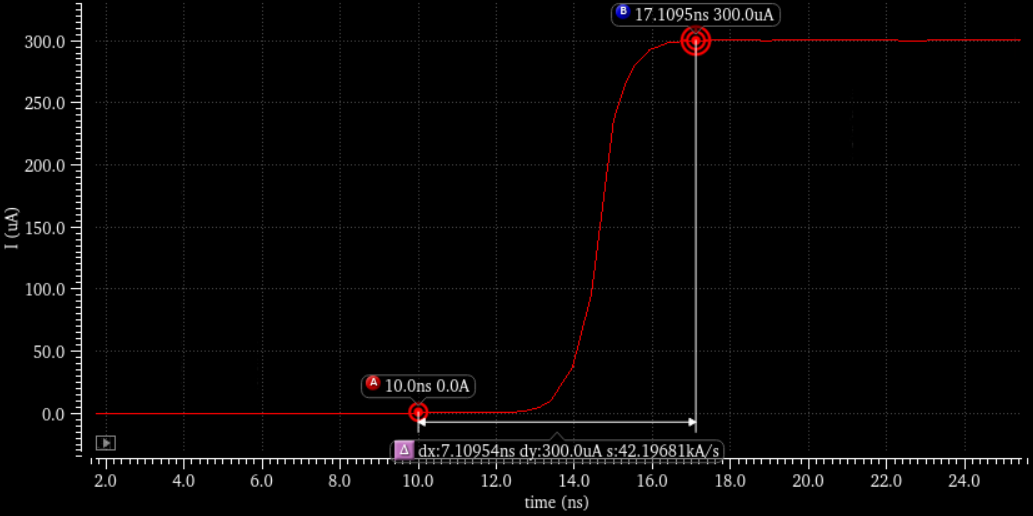 B 17.1095ns 300.0uA
300.0
250.0
200.0
150.0
100.0
50.0
0.0
I (uA)
A 10.0ns 0.0A
Δ dx:7.10954ns dy:300.0uA s:42.19681kA/s
2.0 4.0 6.0 8.0 10.0 12.0 14.0 16.0 18.0 20.0 22.0 24.0
time (ns)